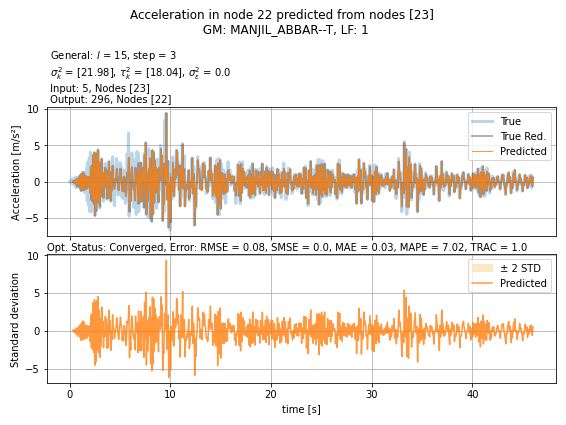 Acceleration in node 22 predicted from nodes [23]
GM: MANJIL_ABBAR--T, LF: 1
General: l = 15, step = 3
σ²ₖ = [21.98], τ²ₖ = [18.04], σ²ε = 0.0
Input: 5, Nodes [23]
Output: 296, Nodes [22]
10
5
0
−5
Acceleration [m/s²]
True
True Red.
Predicted
Opt. Status: Converged, Error: RMSE = 0.08, SMSE = 0.0, MAE = 0.03, MAPE = 7.02, TRAC = 1.0
10
5
0
−5
Standard deviation
± 2 STD
Predicted
0 10 20 30 40
time [s]